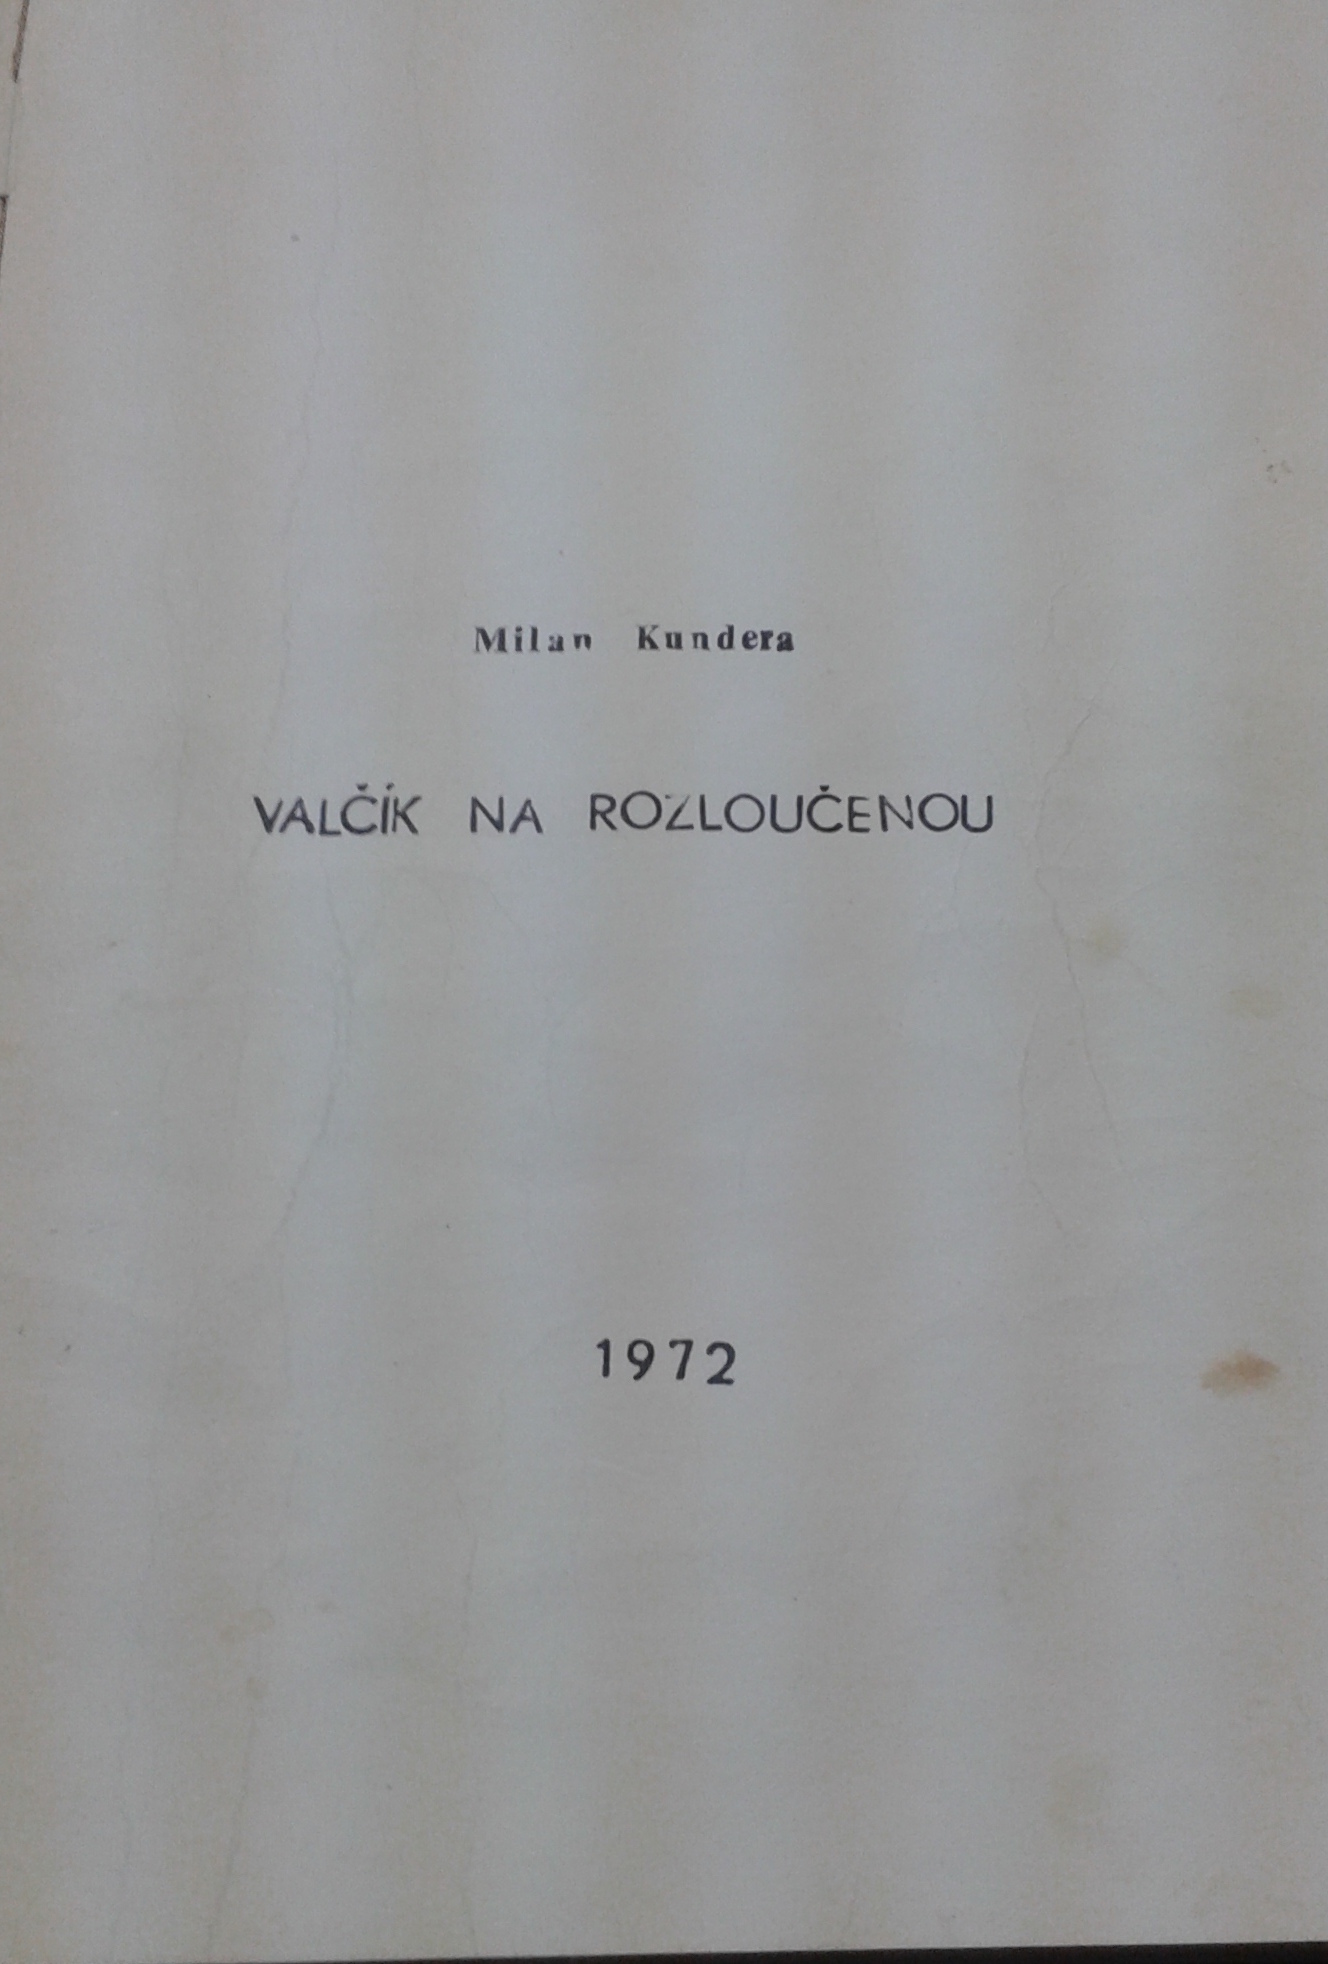 Milan Kundera
VALČÍK NA ROZLOUČENOU
1972